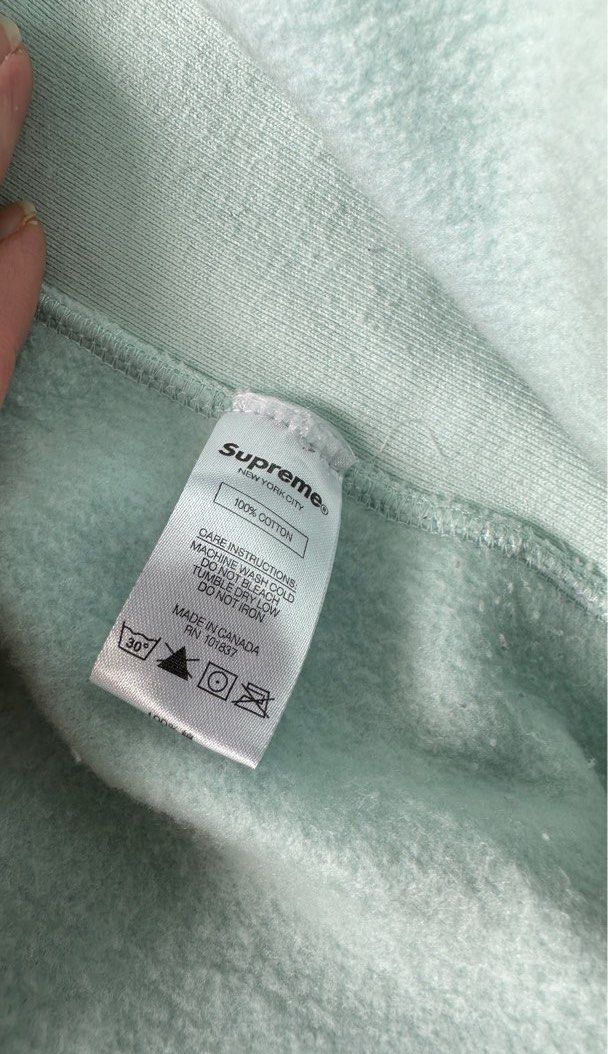 Supreme®
NEW YORK CITY
100% COTTON
CARE INSTRUCTIONS:
MACHINE WASH COLD
DO NOT BLEACH
TUMBLE DRY LOW
DO NOT IRON
MADE IN CANADA
RN 101837
30°